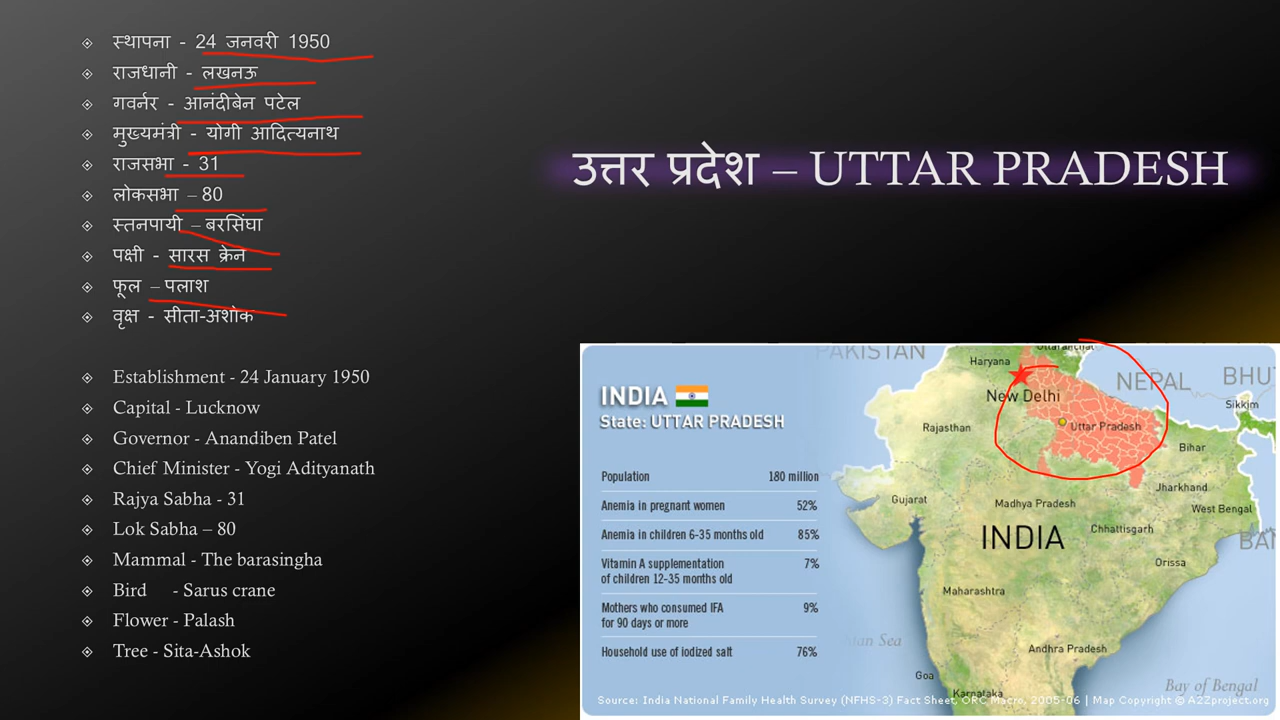 स्थापना - 24 जनवरी 1950
राजधानी - लखनऊ
गवर्नर - आनंदीबेन पटेल
मुख्यमंत्री - योगी आदित्यनाथ
राजसभा - 31
लोकसभा – 80
स्तनपायी – बरसिंघा
पक्षी - सारस क्रेन
फूल – पलाश
वृक्ष - सीता-अशोक
Establishment - 24 January 1950
Capital - Lucknow
Governor - Anandiben Patel
Chief Minister - Yogi Adityanath
Rajya Sabha - 31
Lok Sabha – 80
Mammal - The barasingha
Bird - Sarus crane
Flower - Palash
Tree - Sita-Ashok
उत्तर प्रदेश – UTTAR PRADESH
INDIA
State: UTTAR PRADESH
Population 180 million
Anemia in pregnant women 52%
Anemia in children 6-35 months old 85%
Vitamin A supplementation
of children 12-35 months old 7%
Mothers who consumed IFA
for 90 days or more 9%
Household use of iodized salt 76%
PAKISTAN
Uttaranchal
Haryana
NEPAL
BHU
New Delhi
Sikkim
Rajasthan
Uttar Pradesh
Bihar
Gujarat
Madhya Pradesh
Jharkhand
West Bengal
INDIA
Chhattisgarh
BAN
Orissa
Maharashtra
Sea
Andhra Pradesh
Goa
Karnataka
Bay of Bengal
Source: India National Family Health Survey (NFHS-3) Fact Sheet, ORC Macro, 2005-06 | Map Copyright © A2Zproject.org